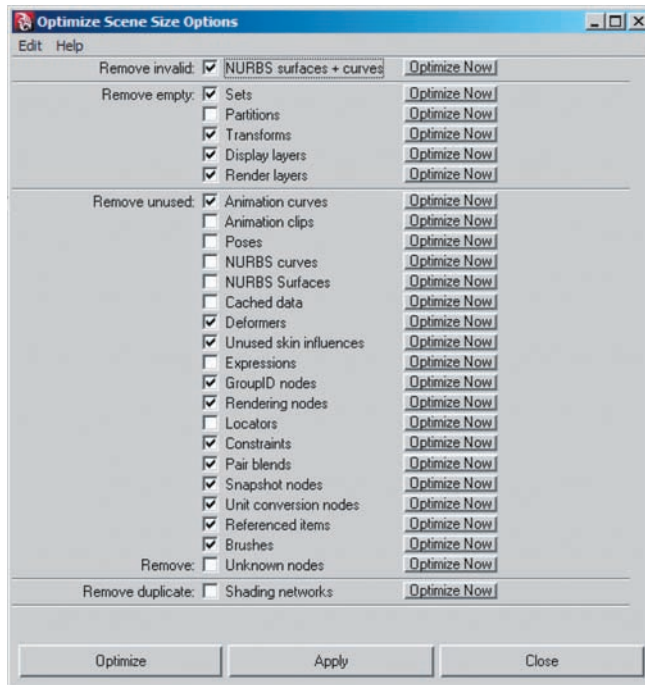 Optimize Scene Size Options
Edit Help
Remove invalid: NURBS surfaces + curves Optimize Now
Remove empty: Sets Optimize Now
Partitions Optimize Now
Transforms Optimize Now
Display layers Optimize Now
Render layers Optimize Now
Remove unused: Animation curves Optimize Now
Animation clips Optimize Now
Poses Optimize Now
NURBS curves Optimize Now
NURBS Surfaces Optimize Now
Cached data Optimize Now
Deformers Optimize Now
Unused skin influences Optimize Now
Expressions Optimize Now
GroupID nodes Optimize Now
Rendering nodes Optimize Now
Locators Optimize Now
Constraints Optimize Now
Pair blends Optimize Now
Snapshot nodes Optimize Now
Unit conversion nodes Optimize Now
Referenced items Optimize Now
Brushes Optimize Now
Remove: Unknown nodes Optimize Now
Remove duplicate: Shading networks Optimize Now
Optimize Apply Close